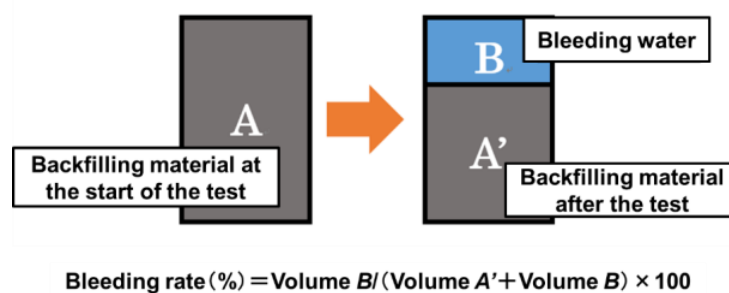 A
Backfilling material at
the start of the test
B
Bleeding water
A’
Backfilling material
after the test
Bleeding rate(%)=Volume B/(Volume A’+Volume B)×100